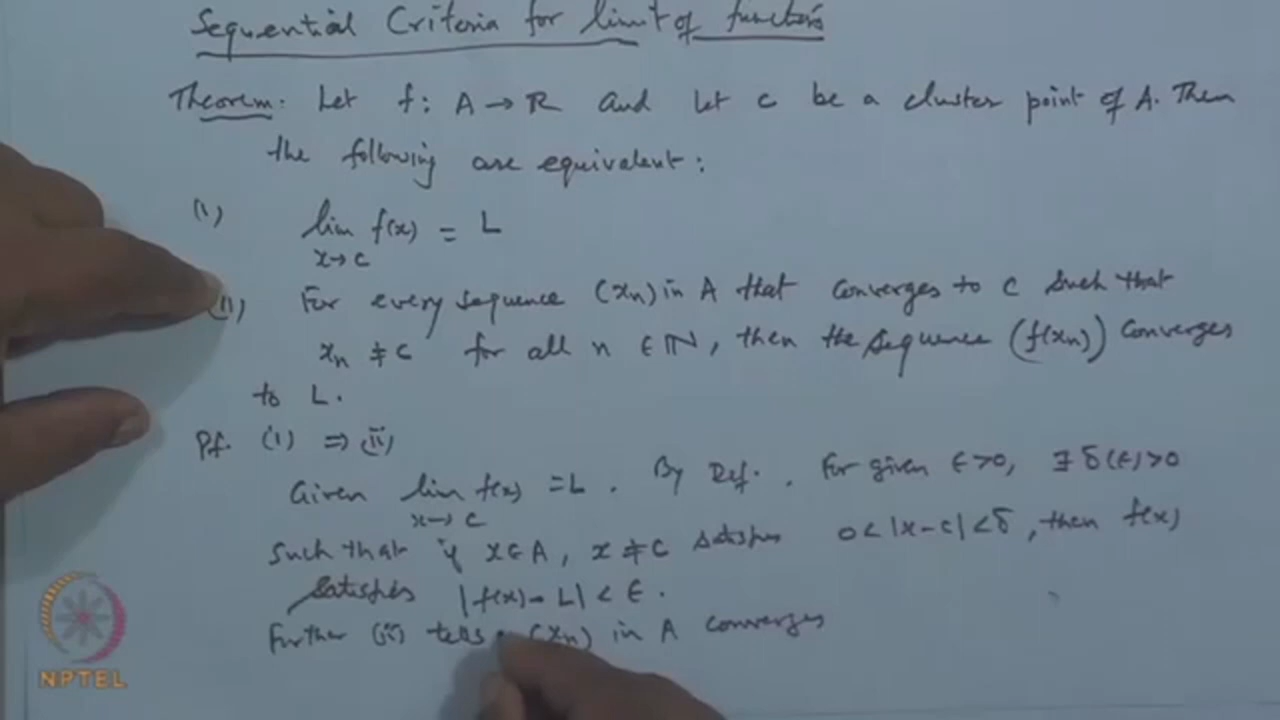 Sequential Criteria for limit of functions
Theorem: Let f: A → R and let c be a cluster point of A. Then
the following are equivalent:
(i) lim f(x) = L
x→c
(ii) For every sequence (xn) in A that converges to c such that
xn ≠ c for all n ∈ ℕ, then the sequence (f(xn)) converges
to L.
Pf. (i) ⇒ (ii)
Given lim f(x) = L. By Def. For given ε>0, ∃ δ(ε)>0
x→c
such that if x∈A, x≠c satisfies 0<|x-c|<δ, then f(x)
satisfies |f(x)-L|<ε.
Further (ii) tells (xn) in A converges
NPTEL